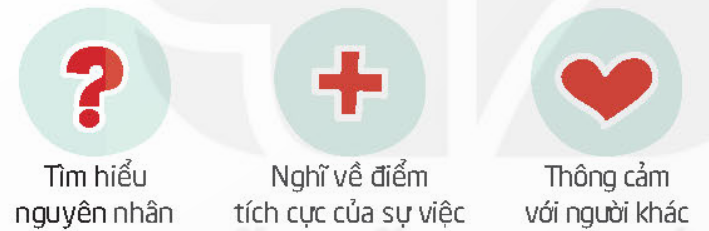 Tìm hiểu
nguyên nhân
Nghĩ về điểm
tích cực của sự việc
Thông cảm
với người khác